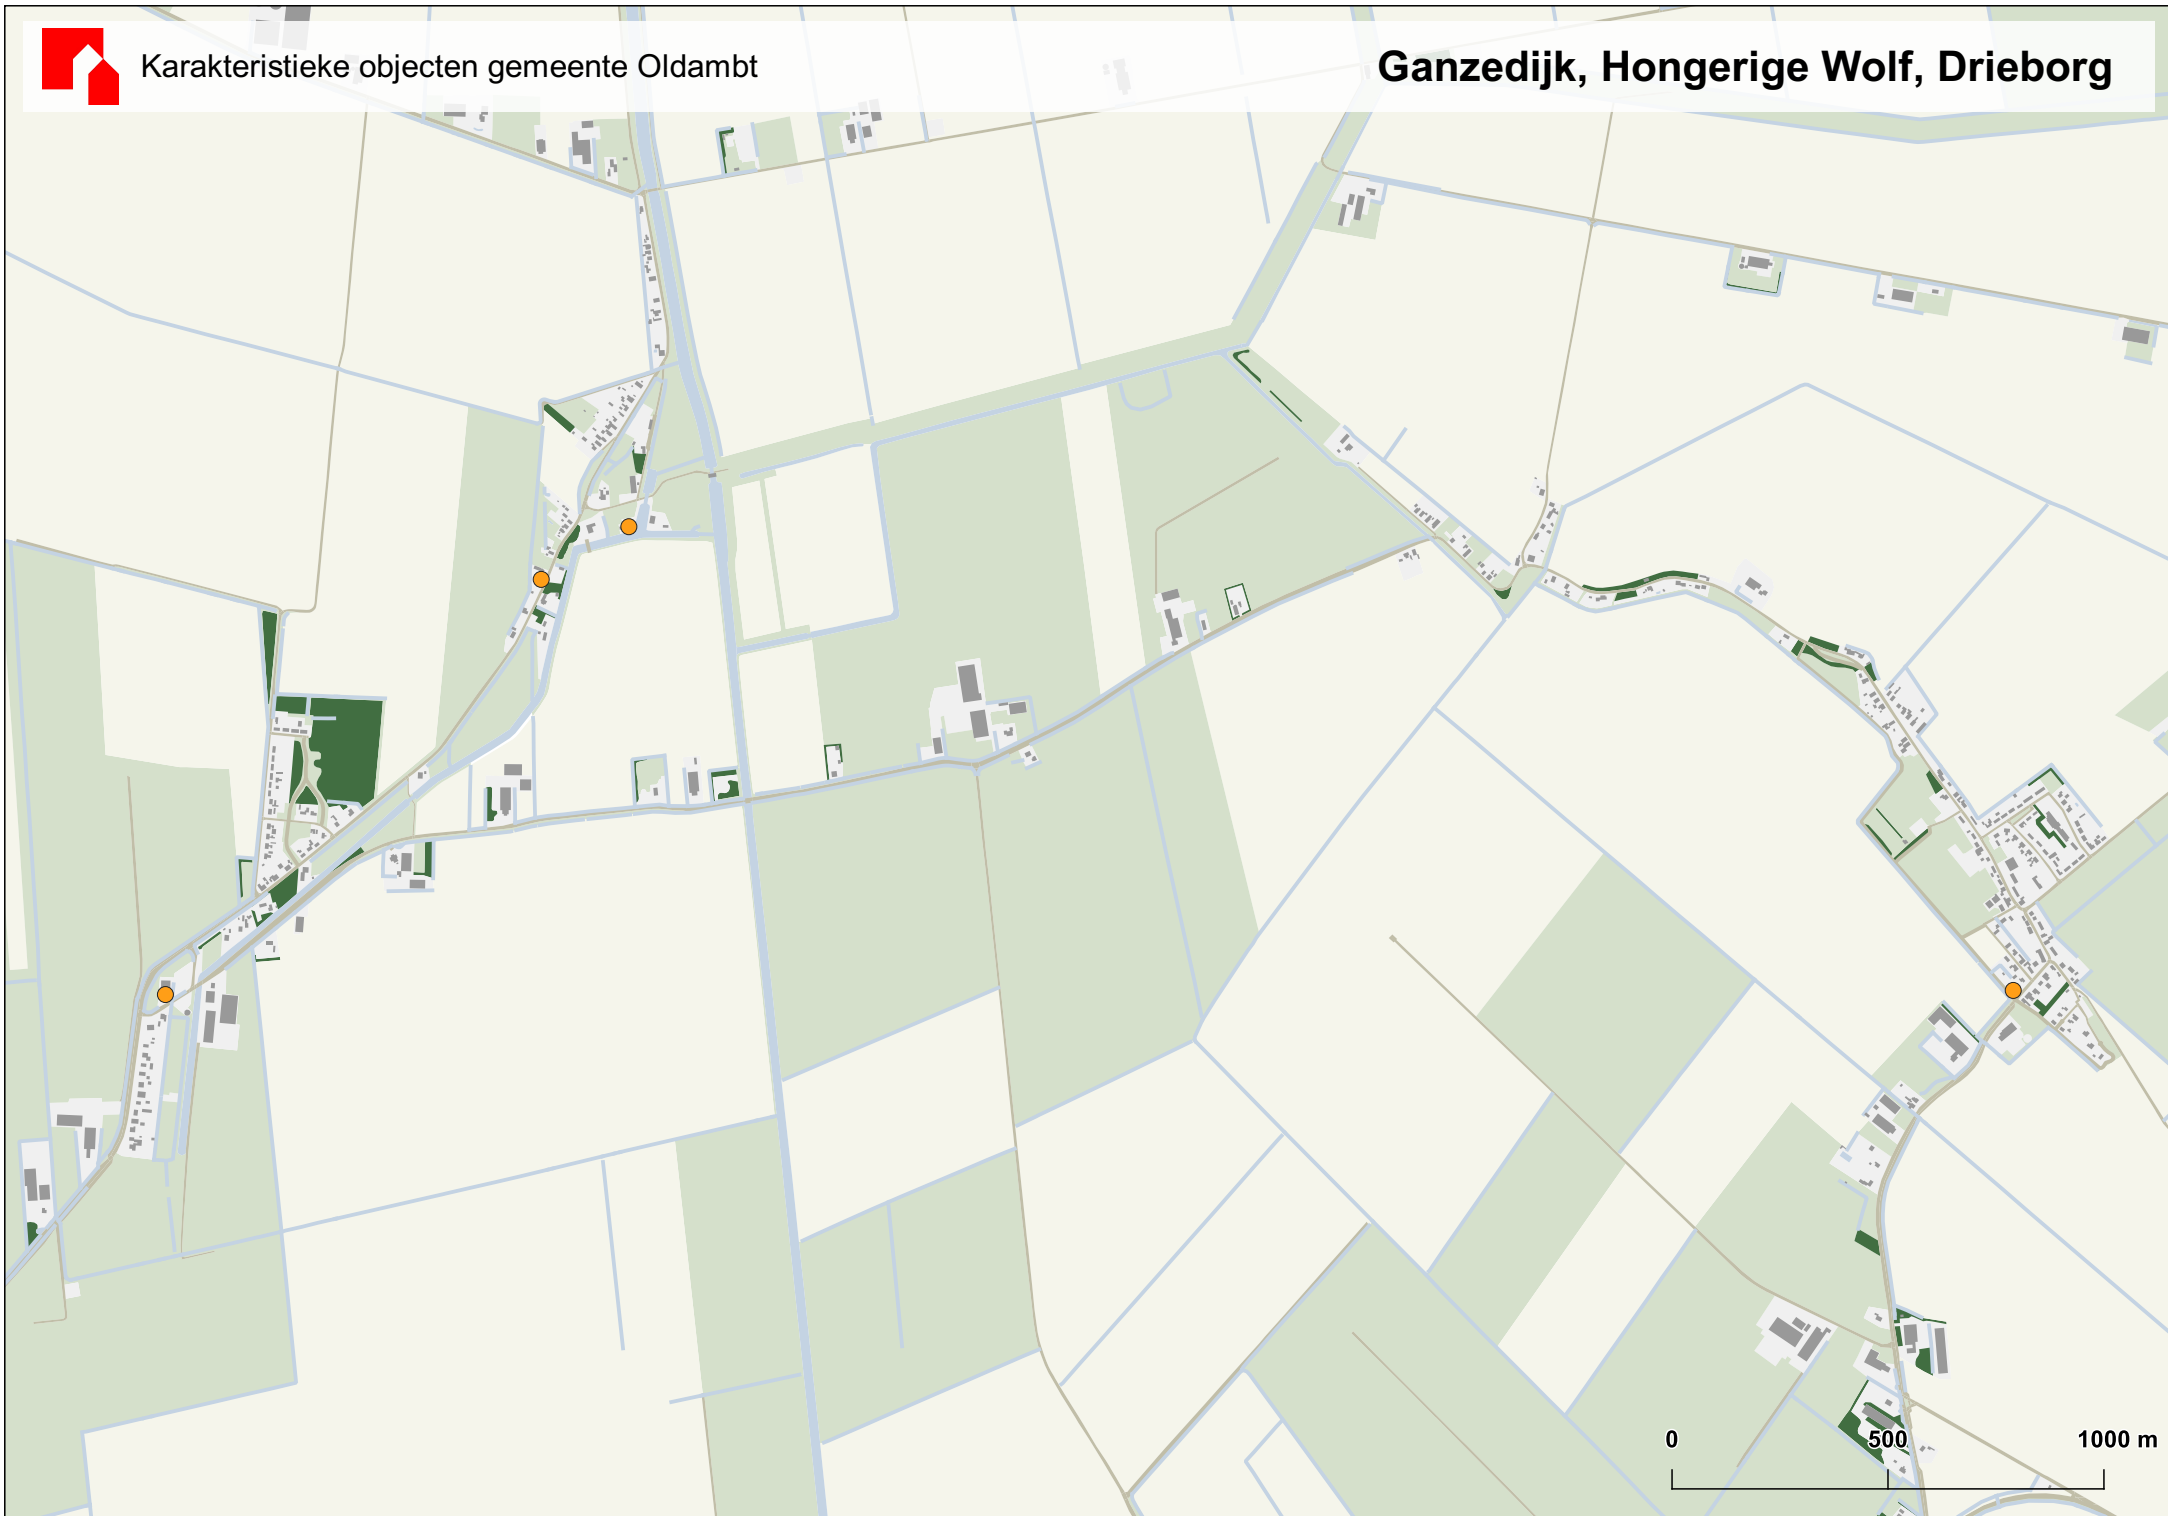 Karakteristieke objecten gemeente Oldambt
Ganzedijk, Hongerige Wolf, Drieborg
0 500 1000 m